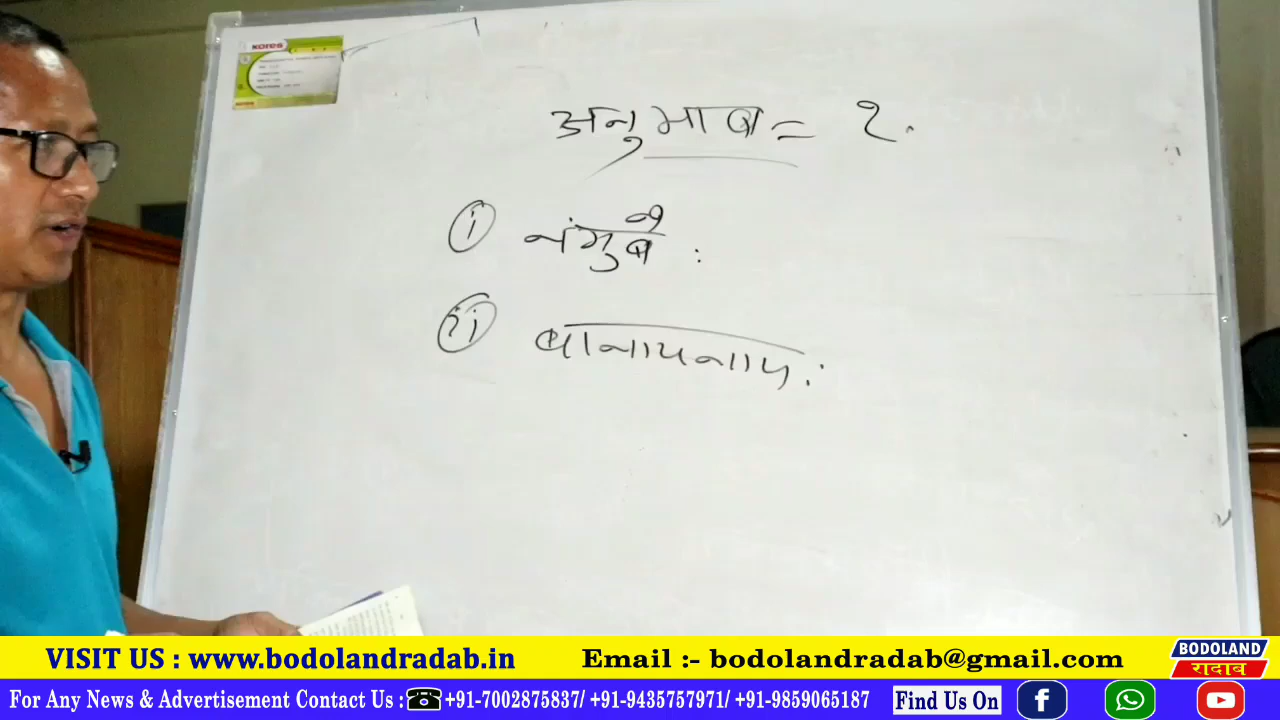 kores
अनुभाब = २.
i नंगुबै :
ii बानायनाय :
VISIT US : www.bodolandradab.in
Email :- bodolandradab@gmail.com
BODOLAND
रादाब
For Any News & Advertisement Contact Us : +91-7002875837/ +91-9435757971/ +91-9859065187
Find Us On